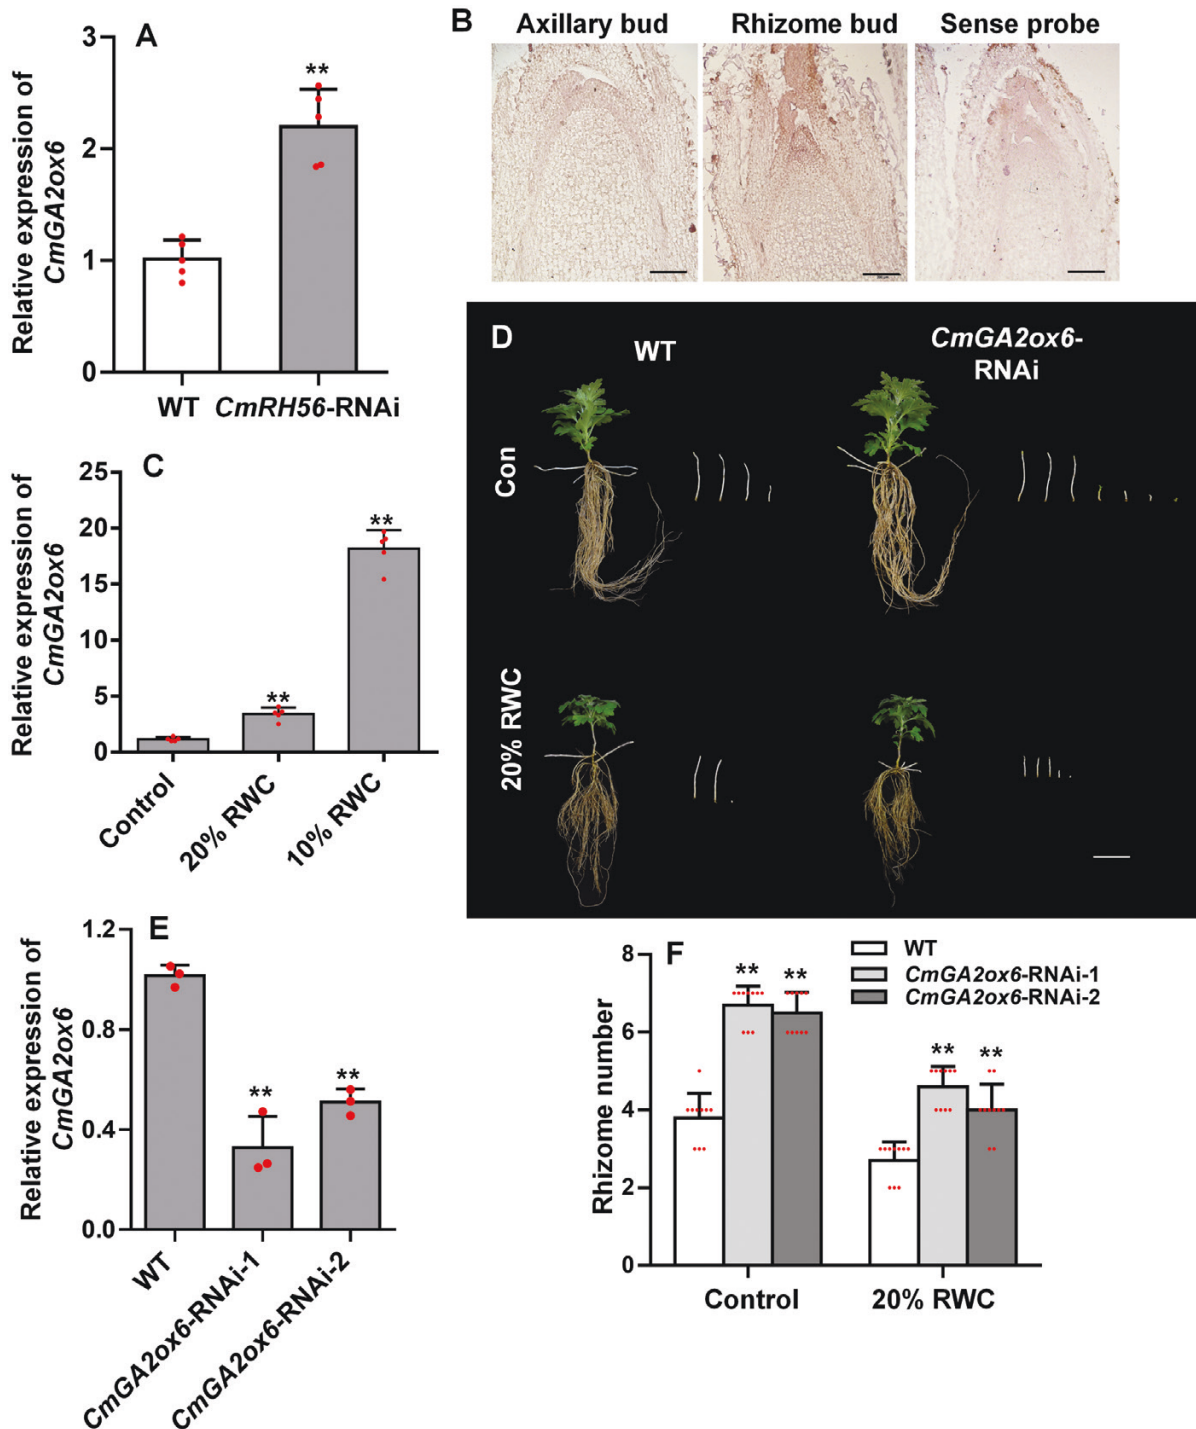 A
Relative expression of
CmGA2ox6
3
2
1
0
**
WT
CmRH56-RNAi
B
Axillary bud
Rhizome bud
Sense probe
C
Relative expression of
CmGA2ox6
25
20
15
10
5
0
**
**
Control
20% RWC
10% RWC
D
WT
CmGA2ox6-
RNAi
Con
20% RWC
E
Relative expression of
CmGA2ox6
1.2
0.8
0.4
0.0
**
**
WT
CmGA2ox6-RNAi-1
CmGA2ox6-RNAi-2
F
WT
CmGA2ox6-RNAi-1
CmGA2ox6-RNAi-2
Rhizome number
8
6
4
2
0
**
**
**
**
Control
20% RWC